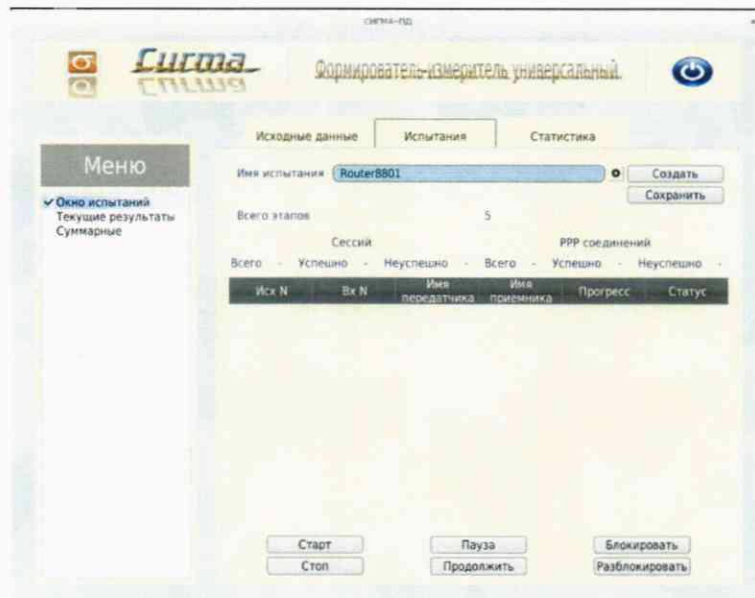 СИГМА-ПД
Сигма
Формирователь-измеритель универсальный.
Исходные данные Испытания Статистика
Меню
Окно испытаний
Текущие результаты
Суммарные
Имя испытания Router8801 Создать
Сохранить
Всего этапов 5
Сессий PPP соединений
Всего - Успешно - Неуспешно - Всего - Успешно - Неуспешно -
Исх N Вх N Имя передатчика Имя приемника Прогресс Статус
Старт Пауза Блокировать
Стоп Продолжить Разблокировать